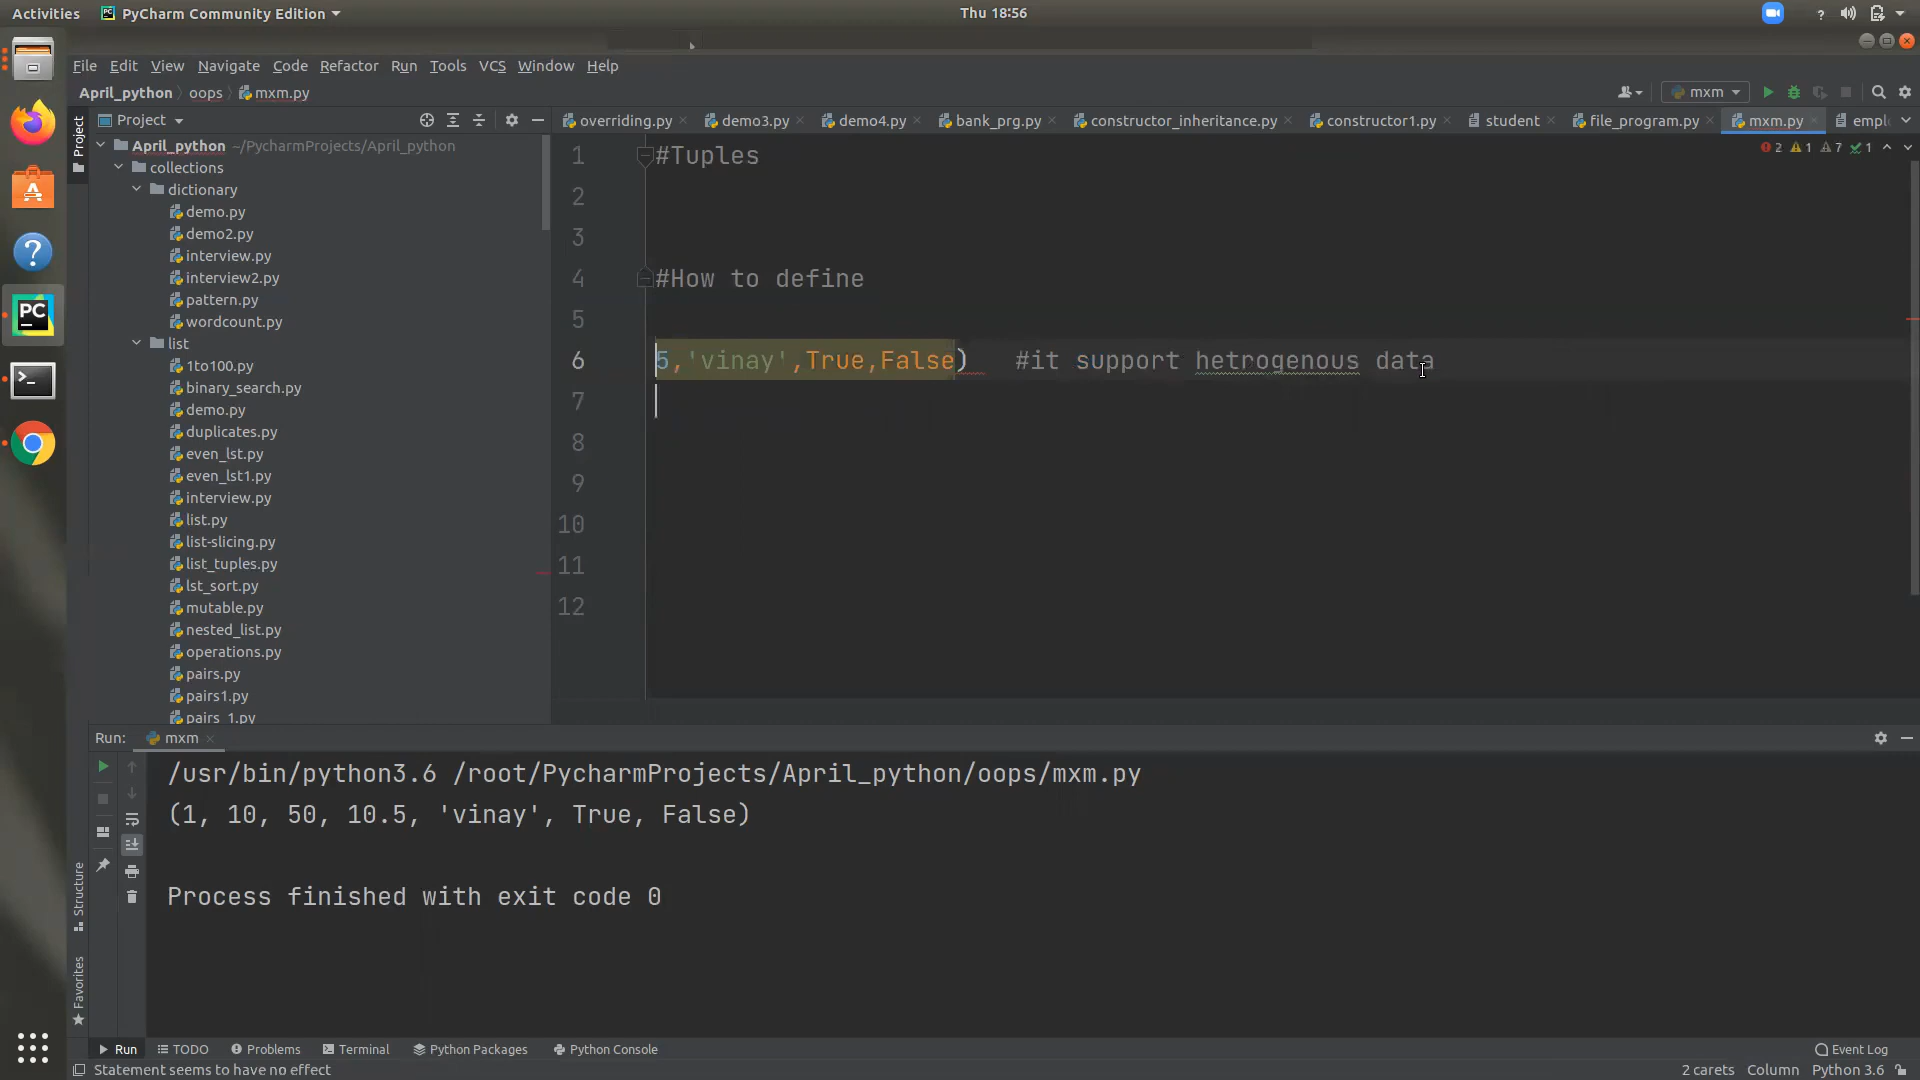 Activities PyCharm Community Edition Thu 18:56 ?
File Edit View Navigate Code Refactor Run Tools VCS Window Help
April_python oops mxm.py mxm
Project overriding.py demo3.py demo4.py bank_prg.py constructor_inheritance.py constructor1.py student file_program.py mxm.py empl
Project
April_python ~/PycharmProjects/April_python
collections
dictionary
demo.py
demo2.py
interview.py
interview2.py
pattern.py
wordcount.py
list
1to100.py
binary_search.py
demo.py
duplicates.py
even_lst.py
even_lst1.py
interview.py
list.py
list-slicing.py
list_tuples.py
lst_sort.py
mutable.py
nested_list.py
operations.py
pairs.py
pairs1.py
pairs_1.py
2 1 7 1
1 #Tuples
2
3
4 #How to define
5
6 5,'vinay',True,False) #it support hetrogenous data
7
8
9
10
11
12
Run: mxm
/usr/bin/python3.6 /root/PycharmProjects/April_python/oops/mxm.py
(1, 10, 50, 10.5, 'vinay', True, False)
Process finished with exit code 0
Structure
Favorites
Run TODO Problems Terminal Python Packages Python Console Event Log
Statement seems to have no effect 2 carets Column Python 3.6